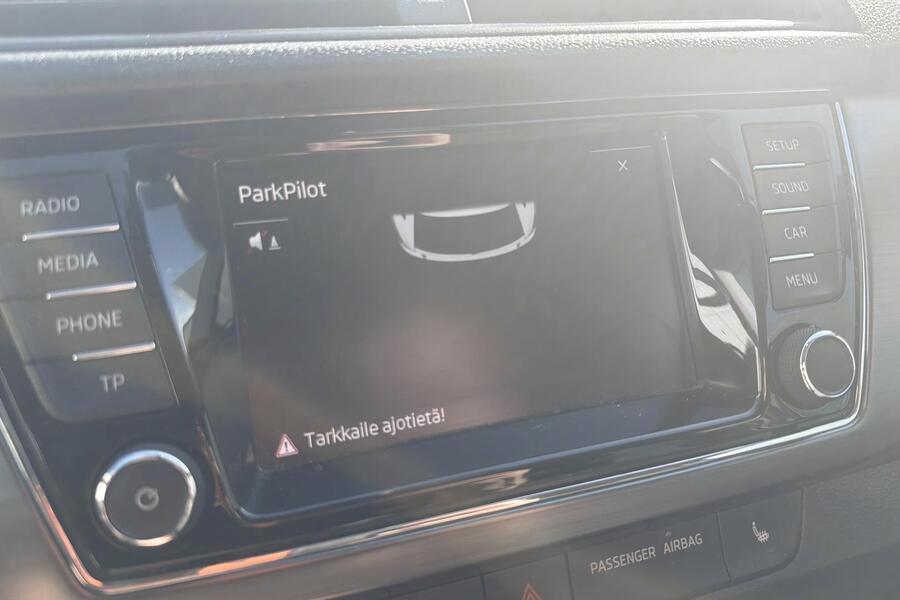 ParkPilot
Tarkkaile ajotietä!
RADIO
MEDIA
PHONE
TP
SETUP
SOUND
CAR
MENU
PASSENGER AIRBAG